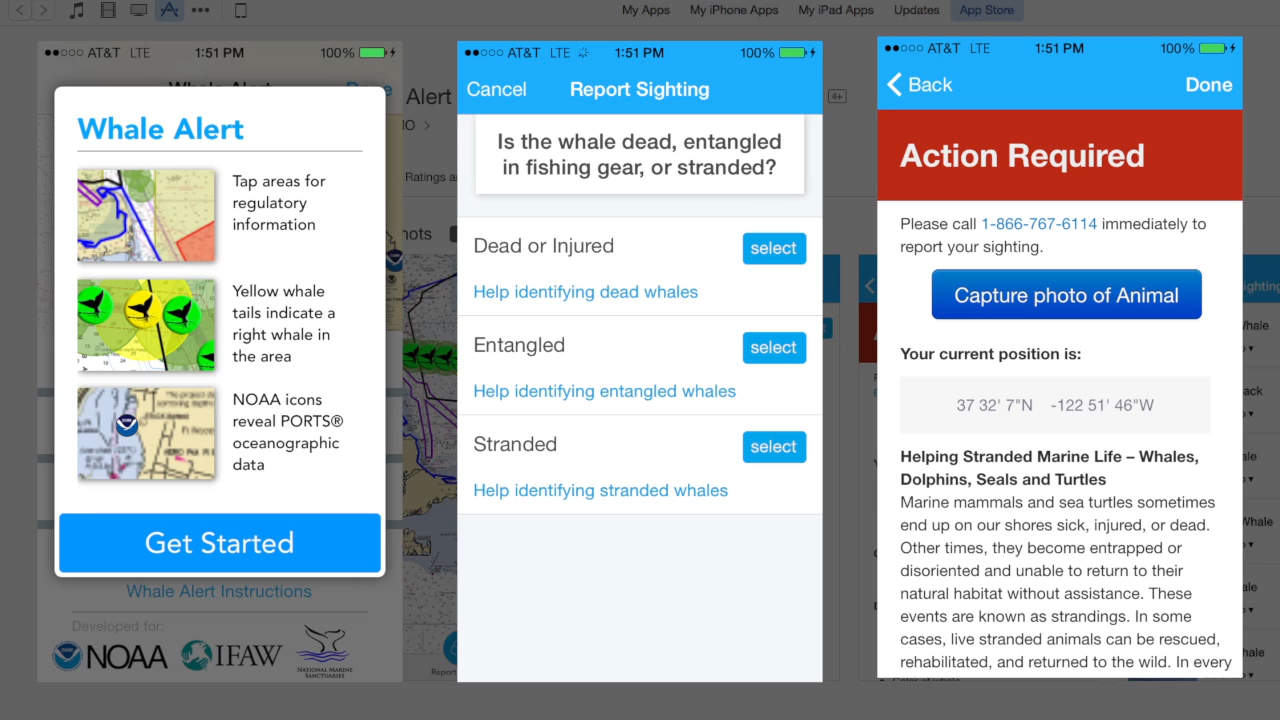 My Apps My iPhone Apps My iPad Apps Updates App Store
AT&T LTE 1:51 PM 100%
Whale Alert
Tap areas for
regulatory
information
Yellow whale
tails indicate a
right whale in
the area
NOAA icons
reveal PORTS®
oceanographic
data
Get Started
Whale Alert Instructions
Developed for:
NOAA IFAW
NATIONAL MARINE
SANCTUARIES
Alert
4+
Ratings a
AT&T LTE 1:51 PM 100%
Cancel Report Sighting
Is the whale dead, entangled
in fishing gear, or stranded?
Dead or Injured select
Help identifying dead whales
Entangled select
Help identifying entangled whales
Stranded select
Help identifying stranded whales
Report
AT&T LTE 1:51 PM 100%
Back Done
Action Required
Please call 1-866-767-6114 immediately to
report your sighting.
Capture photo of Animal
Your current position is:
37 32' 7"N -122 51' 46"W
Helping Stranded Marine Life – Whales,
Dolphins, Seals and Turtles
Marine mammals and sea turtles sometimes
end up on our shores sick, injured, or dead.
Other times, they become entrapped or
disoriented and unable to return to their
natural habitat without assistance. These
events are known as strandings. In some
cases, live stranded animals can be rescued,
rehabilitated, and returned to the wild. In every